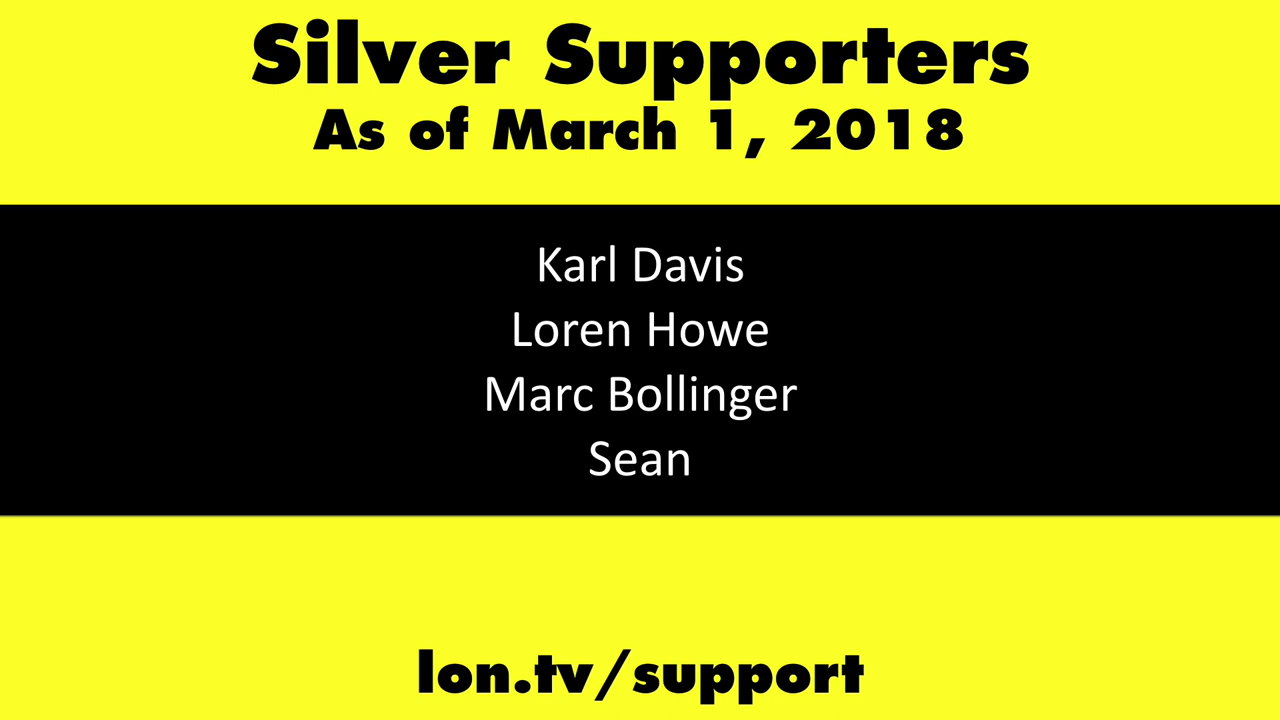 Silver Supporters
As of March 1, 2018
Karl Davis
Loren Howe
Marc Bollinger
Sean
lon.tv/support